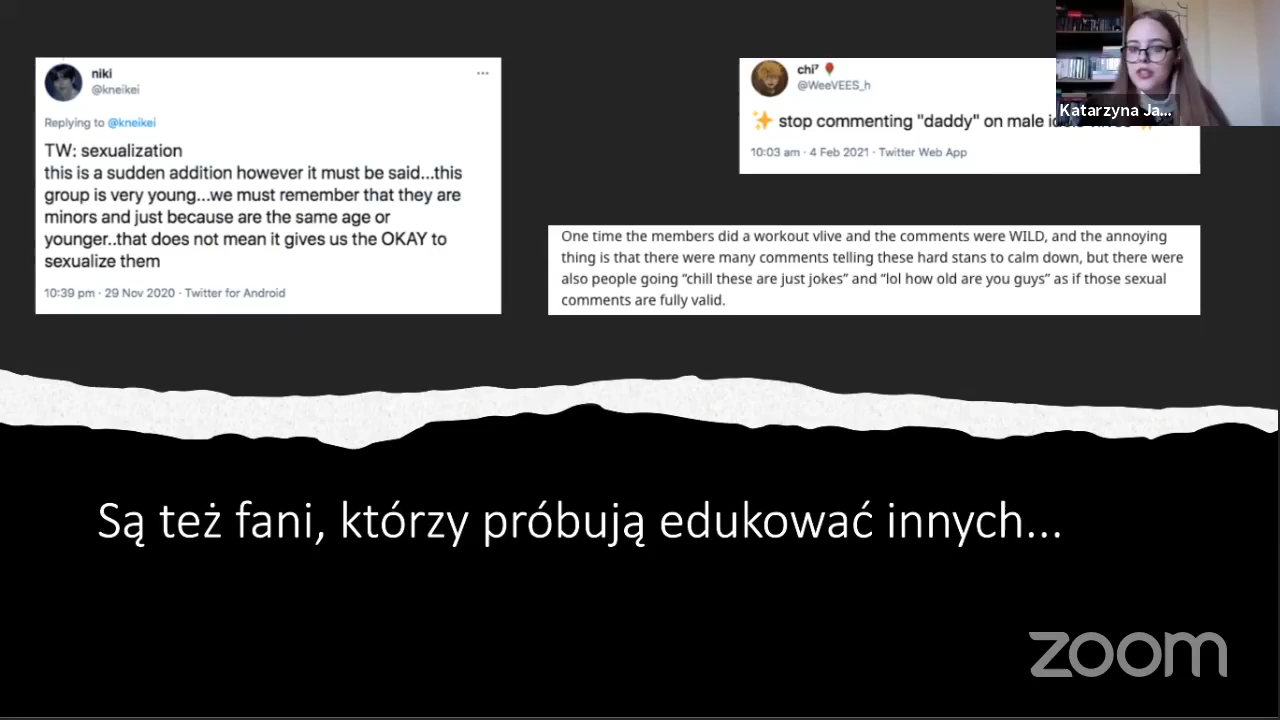 niki
@kneikei
Replying to @kneikei
TW: sexualization
this is a sudden addition however it must be said...this
group is very young...we must remember that they are
minors and just because are the same age or
younger..that does not mean it gives us the OKAY to
sexualize them
10:39 pm · 29 Nov 2020 · Twitter for Android
chi⁷
@WeeVEES_h
✨ stop commenting "daddy" on male
10:03 am · 4 Feb 2021 · Twitter Web App
Katarzyna Ja...
One time the members did a workout vlive and the comments were WILD, and the annoying
thing is that there were many comments telling these hard stans to calm down, but there were
also people going “chill these are just jokes” and “lol how old are you guys” as if those sexual
comments are fully valid.
Są też fani, którzy próbują edukować innych...
zoom